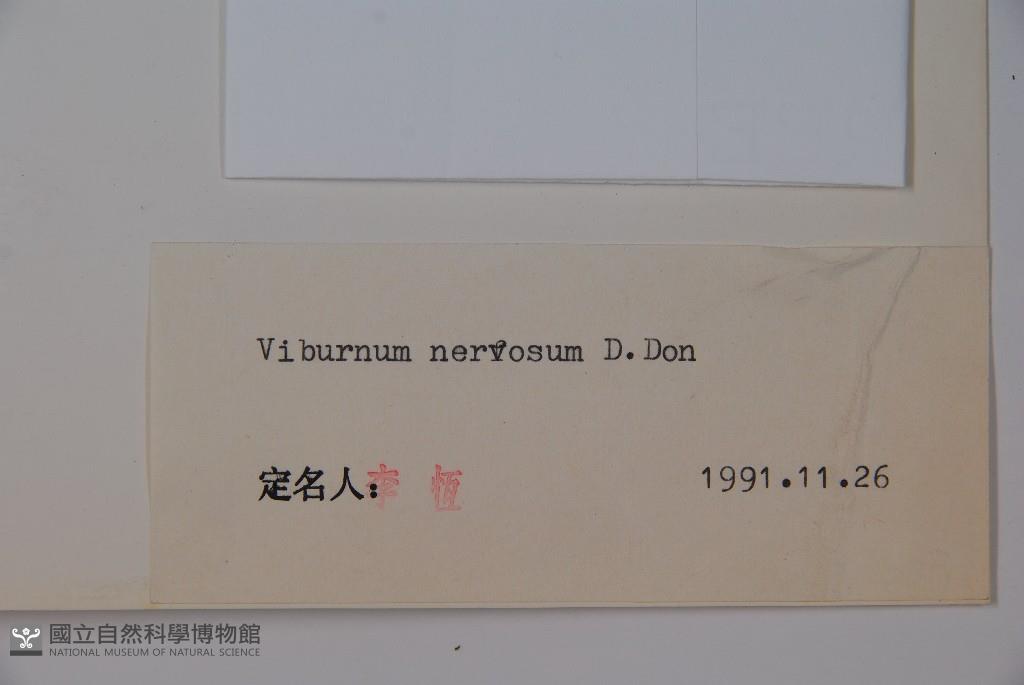 Viburnum nervosum D.Don
定名人：李 恆
1991.11.26
國立自然科學博物館
NATIONAL MUSEUM OF NATURAL SCIENCE